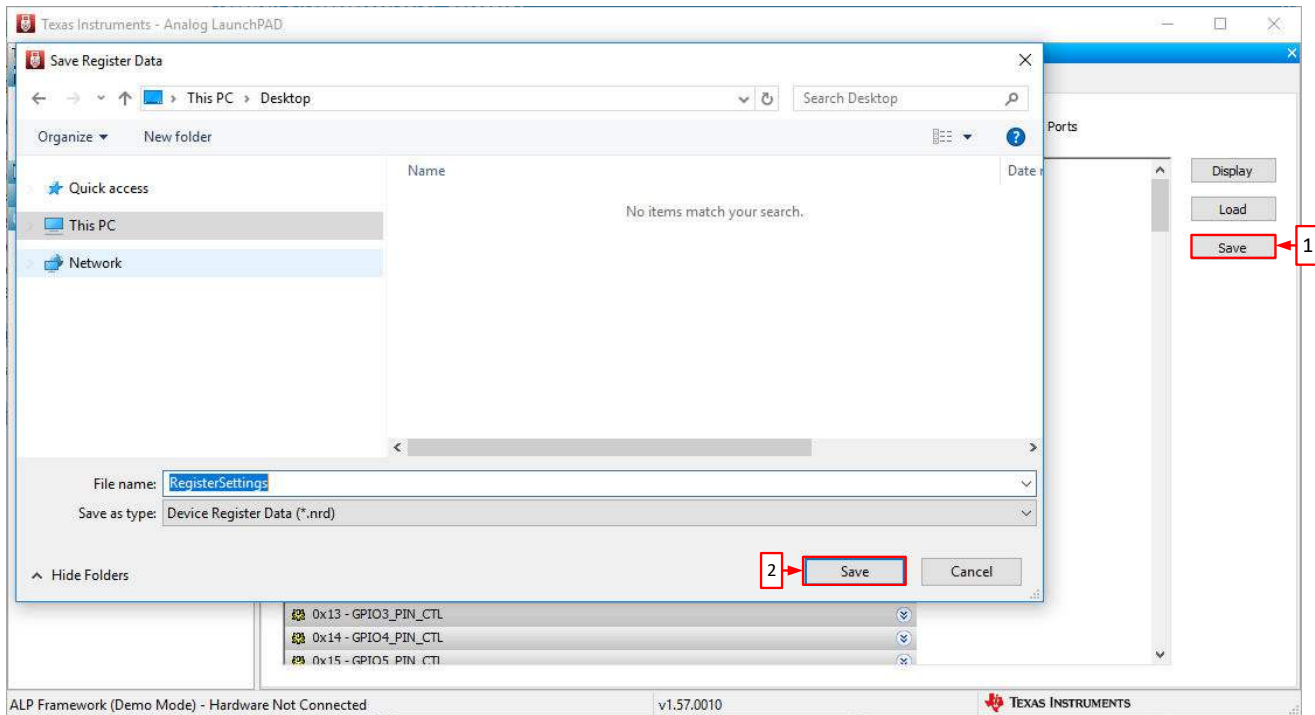 Texas Instruments - Analog LaunchPAD
Save Register Data
This PC > Desktop
Search Desktop
Organize
New folder
Ports
Name
Date
Quick access
No items match your search.
Display
This PC
Load
Network
Save
1
File name: RegisterSettings
Save as type: Device Register Data (*.nrd)
Hide Folders
2
Save
Cancel
0x13 - GPIO3_PIN_CTL
0x14 - GPIO4_PIN_CTL
0x15 - GPIO5_PIN_CTL
ALP Framework (Demo Mode) - Hardware Not Connected
v1.57.0010
TEXAS INSTRUMENTS